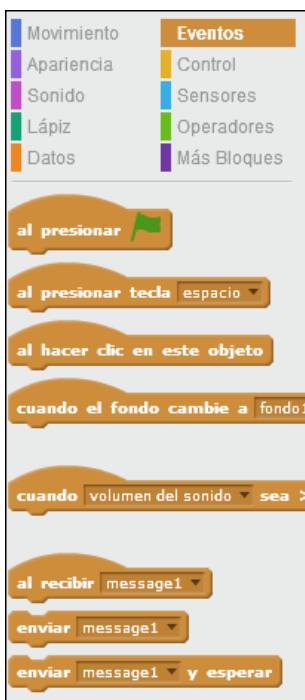 Movimiento Eventos
Apariencia Control
Sonido Sensores
Lápiz Operadores
Datos Más Bloques
al presionar
al presionar tecla espacio
al hacer clic en este objeto
cuando el fondo cambie a fondo1
cuando volumen del sonido sea >
al recibir message1
enviar message1
enviar message1 y esperar